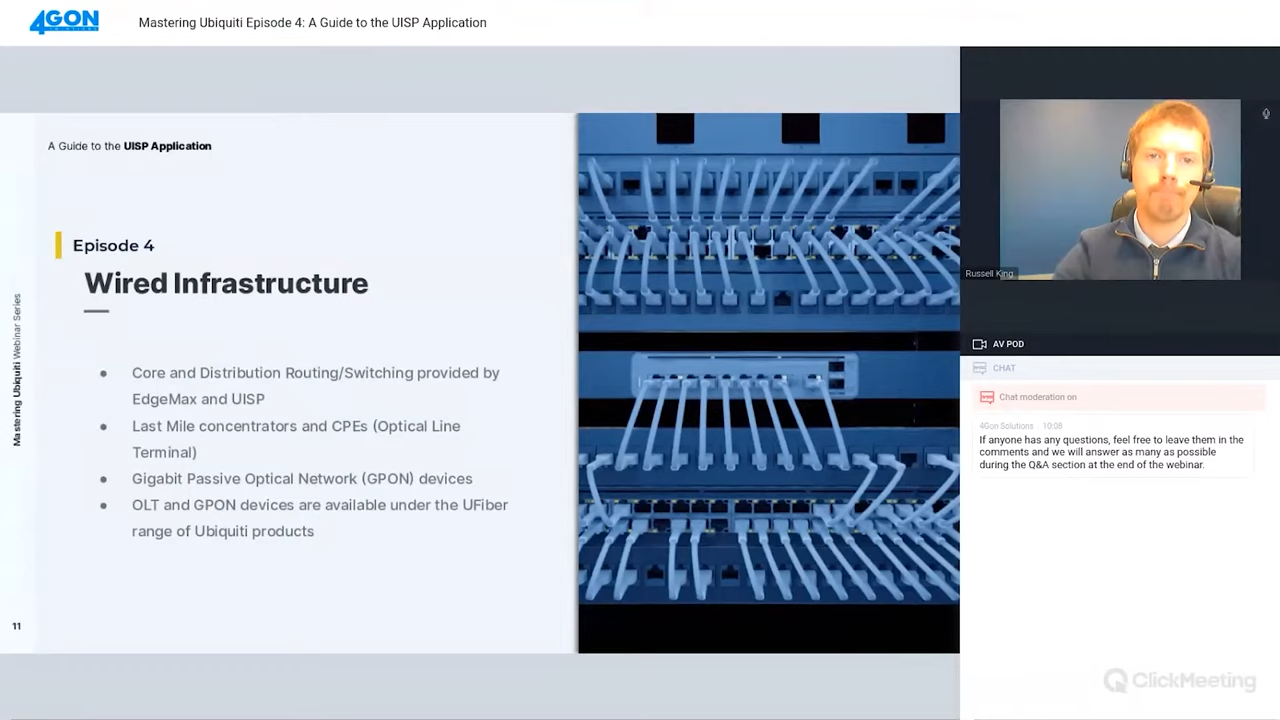 4GON
SOLUTIONS
Mastering Ubiquiti Episode 4: A Guide to the UISP Application
A Guide to the UISP Application
Episode 4
Wired Infrastructure
● Core and Distribution Routing/Switching provided by
EdgeMax and UISP
● Last Mile concentrators and CPEs (Optical Line
Terminal)
● Gigabit Passive Optical Network (GPON) devices
● OLT and GPON devices are available under the UFiber
range of Ubiquiti products
Mastering Ubiquiti Webinar Series
11
Russell King
AV POD
CHAT
Chat moderation on
4Gon Solutions 10:08
If anyone has any questions, feel free to leave them in the
comments and we will answer as many as possible
during the Q&A section at the end of the webinar.
ClickMeeting